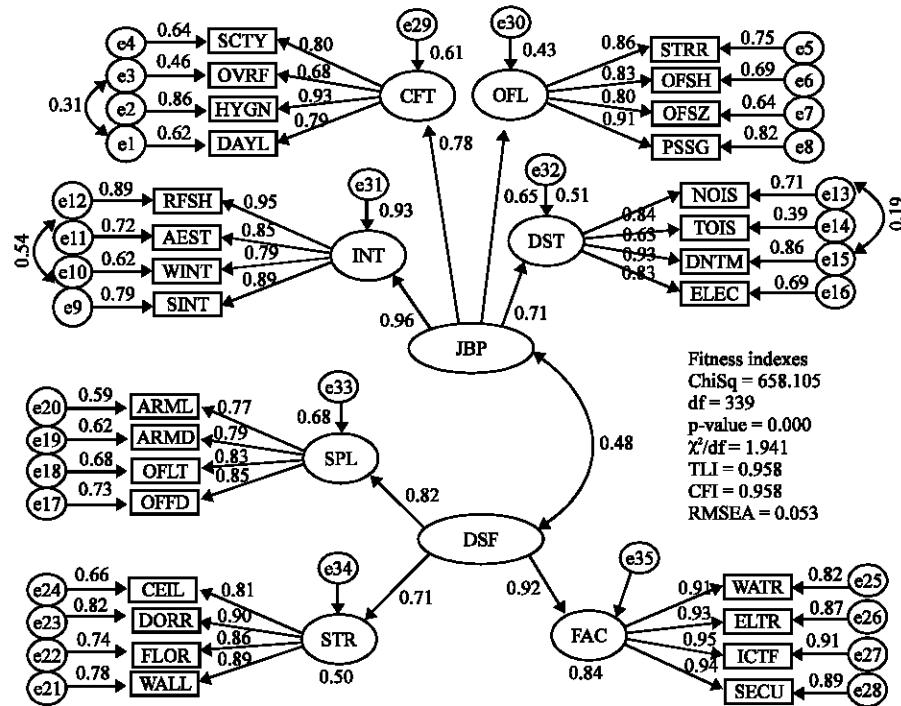 e29
e30
e4 0.64 SCTY 0.80 0.61 0.43 0.86 STRR 0.75 e5
e3 0.46 OVRF 0.68 CFT OFL 0.83 OFSH 0.69 e6
0.31 e2 0.86 HYGN 0.93 0.80 OFSZ 0.64 e7
e1 0.62 DAYL 0.79 0.78 0.91 PSSG 0.82 e8
e31 e32
e12 0.89 RFSH 0.95 0.93 0.65 0.51 0.84 NOIS 0.71 e13
0.54 e11 0.72 AEST 0.85 INT DST 0.63 TOIS 0.39 e14 0.19
e10 0.62 WINT 0.79 0.93 DNTM 0.86 e15
e9 0.79 SINT 0.89 0.83 ELEC 0.69 e16
0.96 0.71
JBP
Fitness indexes
ChiSq = 658.105
df = 339
p-value = 0.000
χ²/df = 1.941
TLI = 0.958
CFI = 0.958
RMSEA = 0.053
0.48
e33
e20 0.59 ARML 0.77 0.68
e19 0.62 ARMD 0.79 SPL
e18 0.68 OFLT 0.83
e17 0.73 OFFD 0.85 0.82
DSF
e34 e35
0.71 0.92
e24 0.66 CEIL 0.81 0.91 WATR 0.82 e25
e23 0.82 DORR 0.90 STR FAC 0.93 ELTR 0.87 e26
e22 0.74 FLOR 0.86 0.95 ICTF 0.91 e27
e21 0.78 WALL 0.89 0.50 0.84 0.94 SECU 0.89 e28